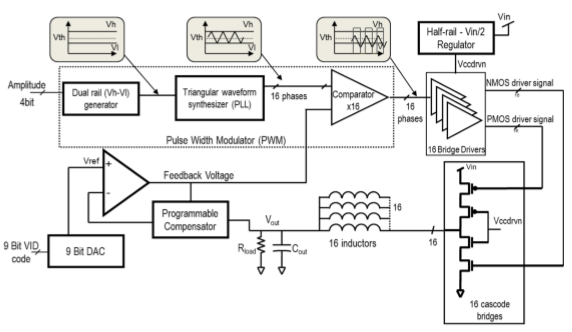 Vh
Vth
Vl
Vh
Vth
Vl
Vh
Vth
Vl
Half-rail - Vin/2
Regulator
Vin
Vccdrvn
Amplitude
4bit
Dual rail (Vh-Vl)
generator
Triangular waveform
synthesizer (PLL)
16 phases
Comparator
x16
16
phases
NMOS driver signal
PMOS driver signal
16 Bridge Drivers
Pulse Width Modulator (PWM)
Vref
+
-
Feedback Voltage
Programmable
Compensator
9 Bit VID
code
9 Bit DAC
Vout
Rload
Cout
16
16 inductors
16
Vin
Vccdrvn
16 cascode
bridges